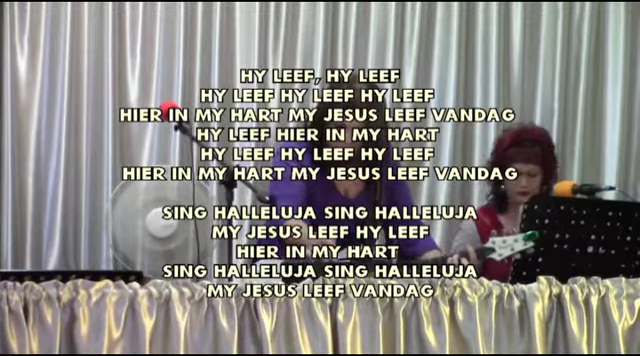 HY LEEF, HY LEEF
HY LEEF HY LEEF HY LEEF
HIER IN MY HART MY JESUS LEEF VANDAG
HY LEEF HIER IN MY HART
HY LEEF HY LEEF HY LEEF
HIER IN MY HART MY JESUS LEEF VANDAG
SING HALLELUJA SING HALLELUJA
MY JESUS LEEF HY LEEF
HIER IN MY HART
SING HALLELUJA SING HALLELUJA
MY JESUS LEEF VANDAG